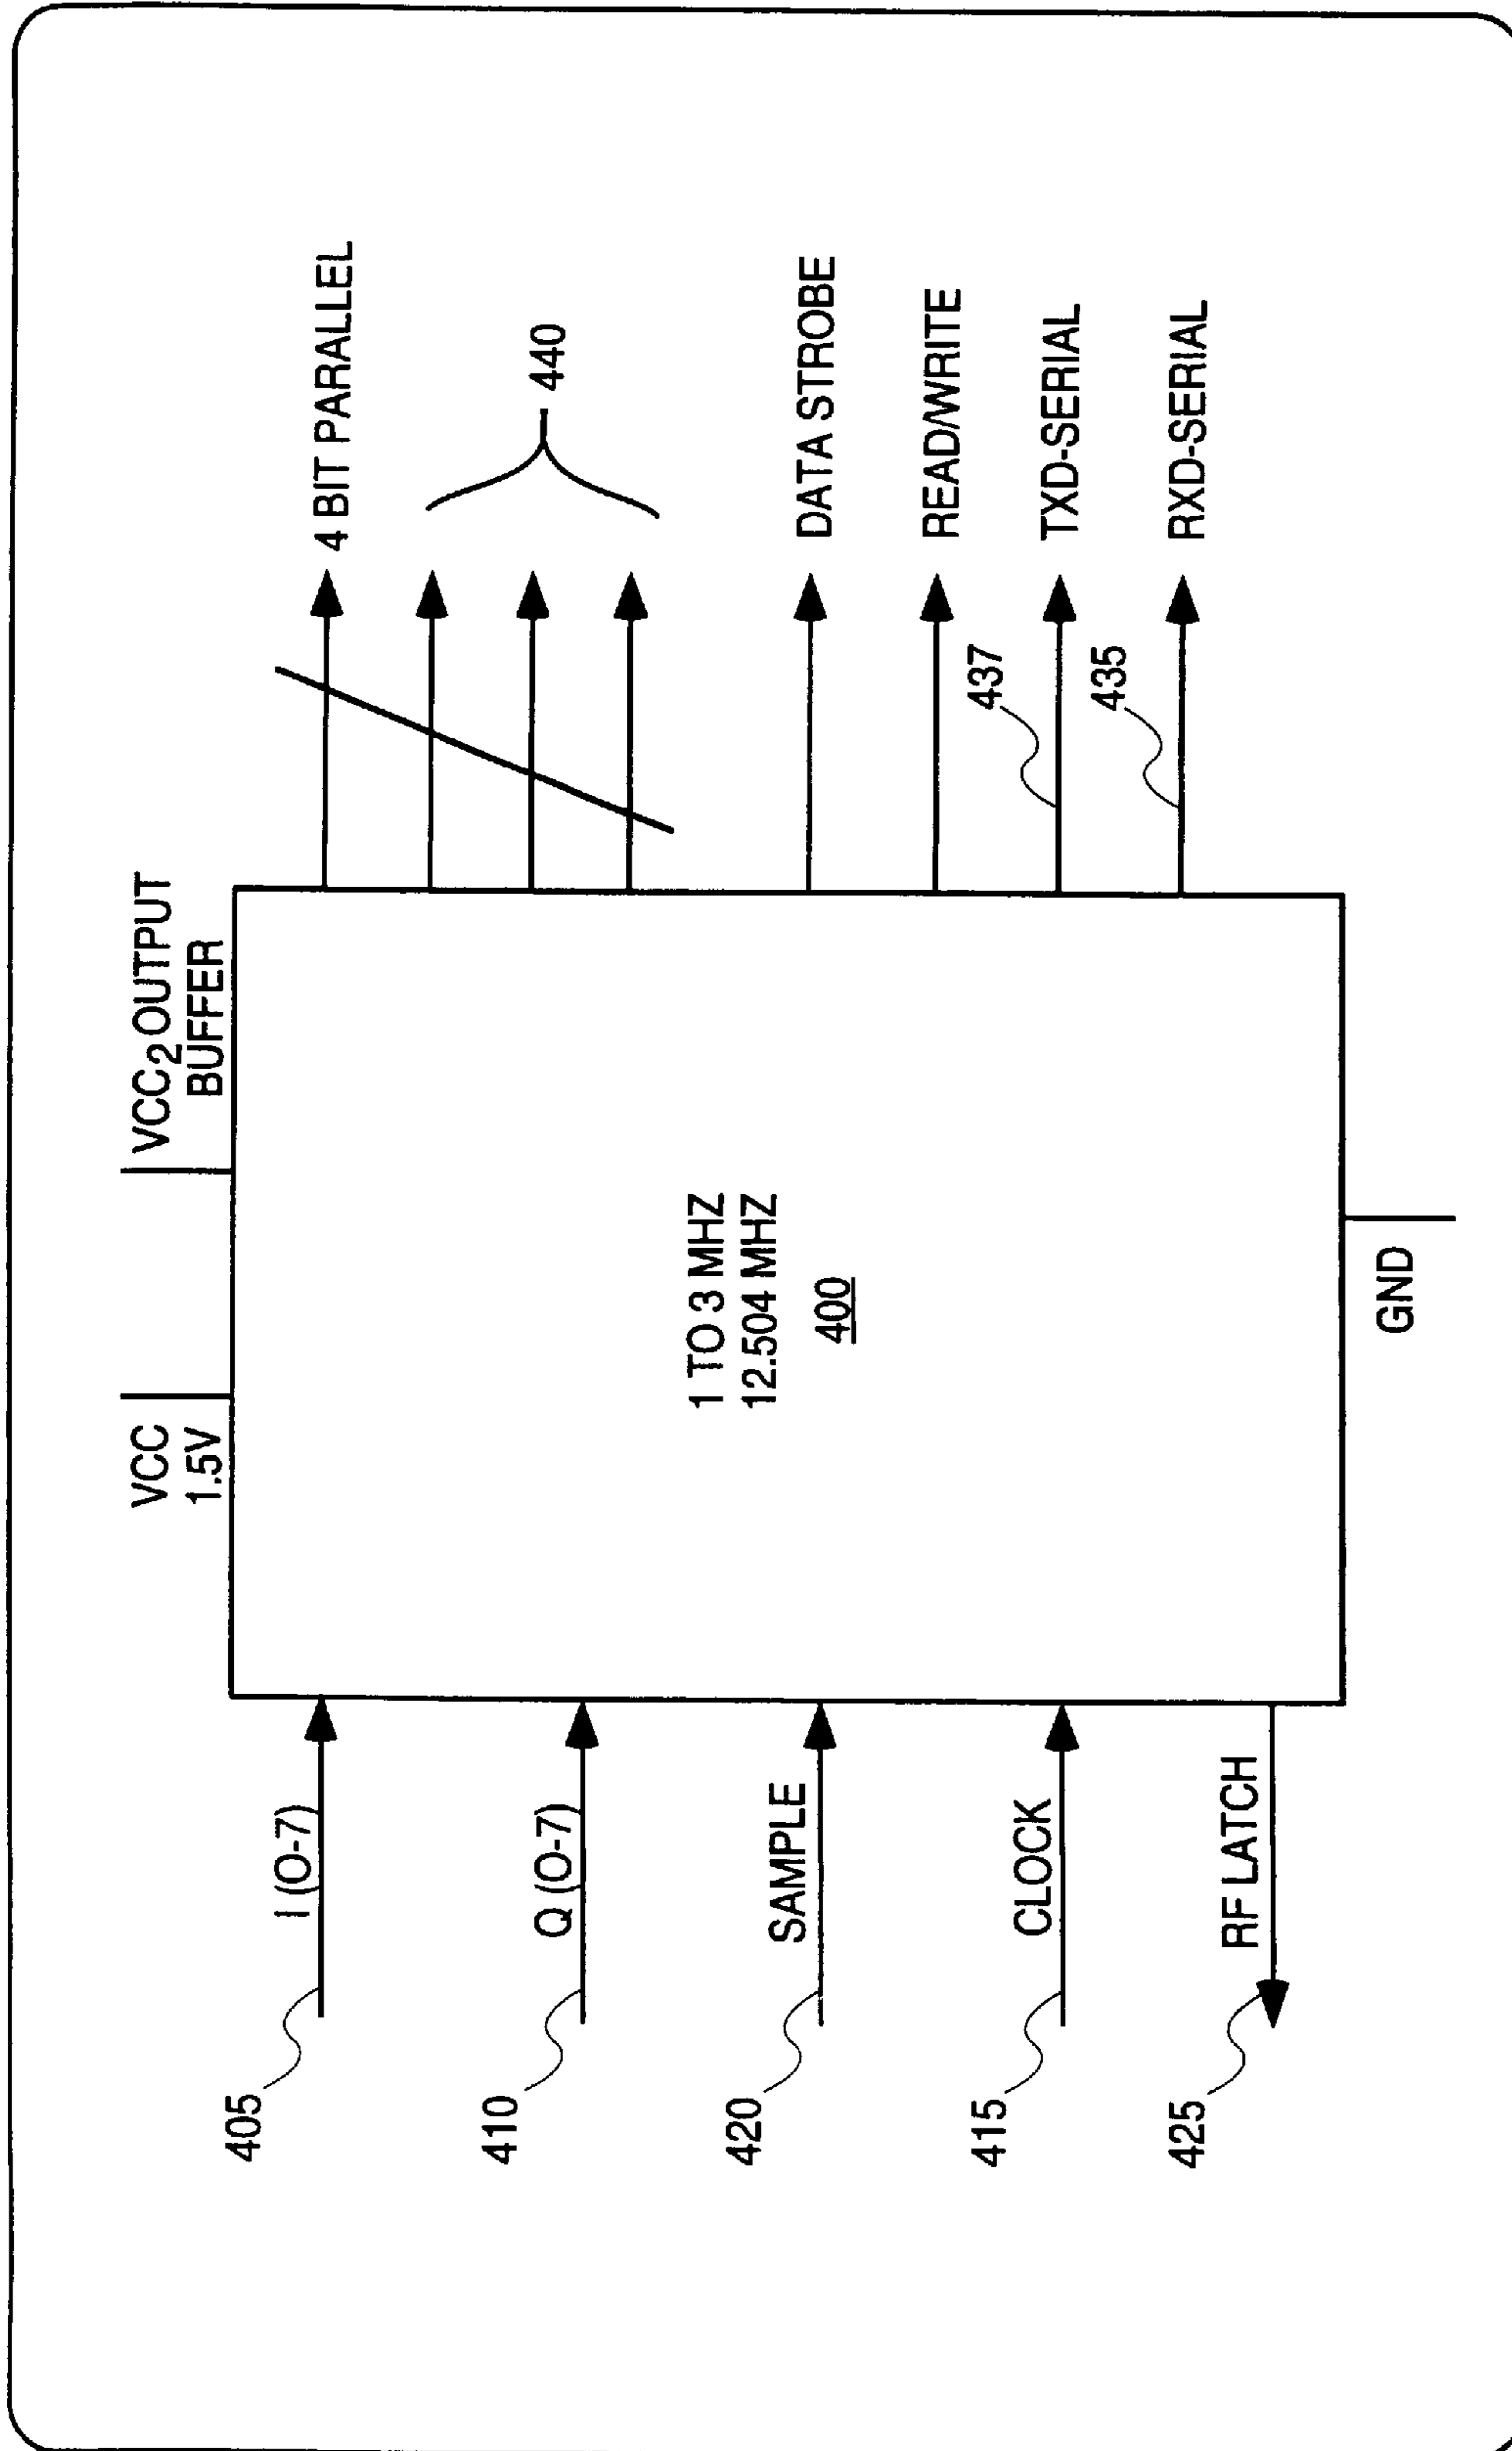 VCC
1.5V
VCC2 OUTPUT
BUFFER
405
I (O-7)
410
Q (O-7)
420
SAMPLE
415
CLOCK
425
RF LATCH
1 TO 3 MHZ
12.504 MHZ
400
4 BIT PARALLEL
440
DATA STROBE
READ/WRITE
437
TXD-SERIAL
435
RXD-SERIAL
GND